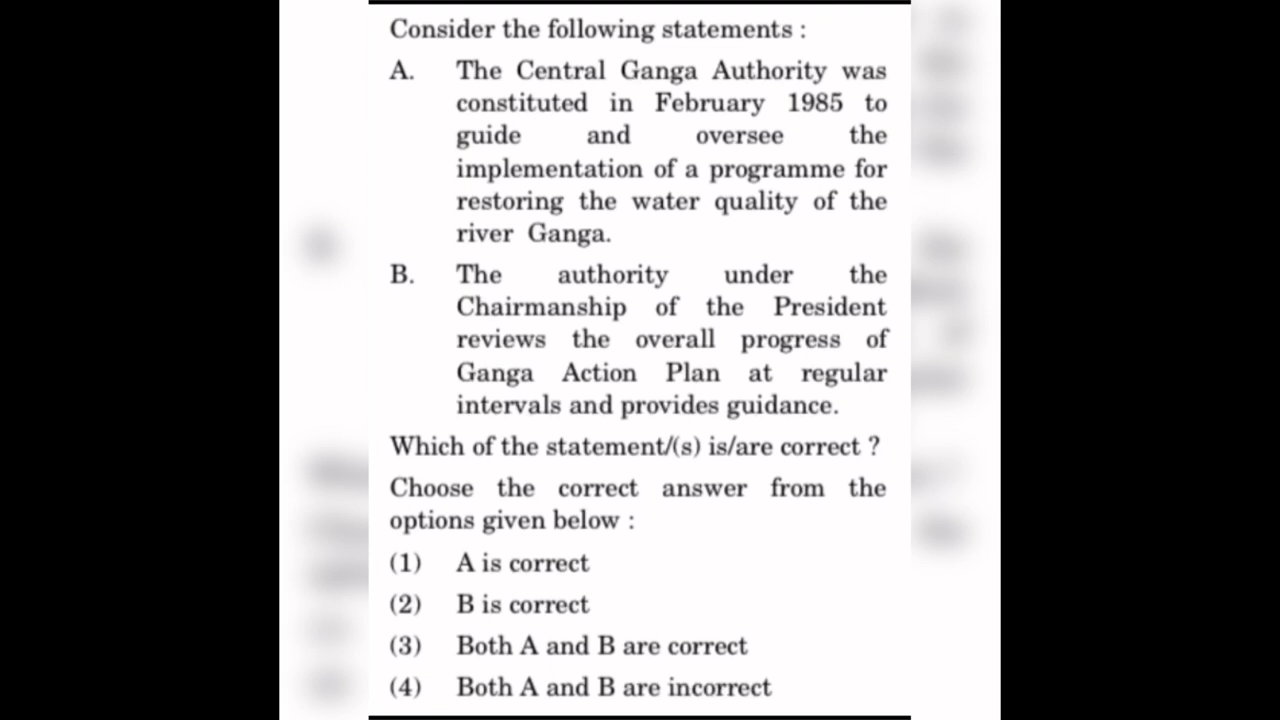 Consider the following statements :
A. The Central Ganga Authority was
constituted in February 1985 to
guide and oversee the
implementation of a programme for
restoring the water quality of the
river Ganga.
B. The authority under the
Chairmanship of the President
reviews the overall progress of
Ganga Action Plan at regular
intervals and provides guidance.
Which of the statement/(s) is/are correct ?
Choose the correct answer from the
options given below :
(1) A is correct
(2) B is correct
(3) Both A and B are correct
(4) Both A and B are incorrect